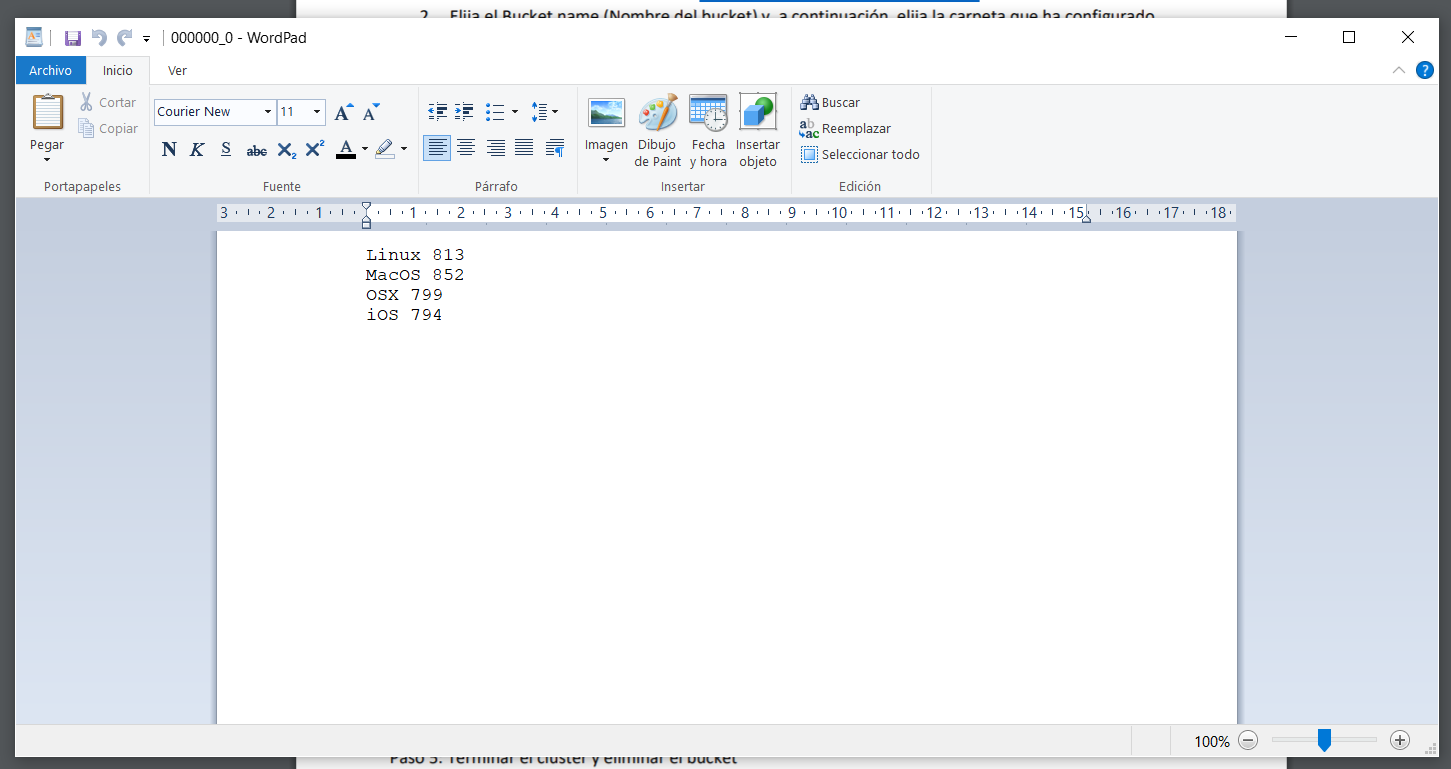 2. Elija el Bucket name (Nombre del bucket) y, a continuación, elija la carpeta que ha configurado
000000_0 - WordPad
Archivo Inicio Ver
Pegar Cortar Copiar
Courier New 11
N K S abc X2 X2 A
Imagen Dibujo de Paint Fecha y hora Insertar objeto
Buscar
Reemplazar
Seleccionar todo
Portapapeles Fuente Párrafo Insertar Edición
3 2 1 1 2 3 4 5 6 7 8 9 10 11 12 13 14 15 16 17 18
Linux 813
MacOS 852
OSX 799
iOS 794
100%
Paso 5: Terminar el clúster y eliminar el bucket